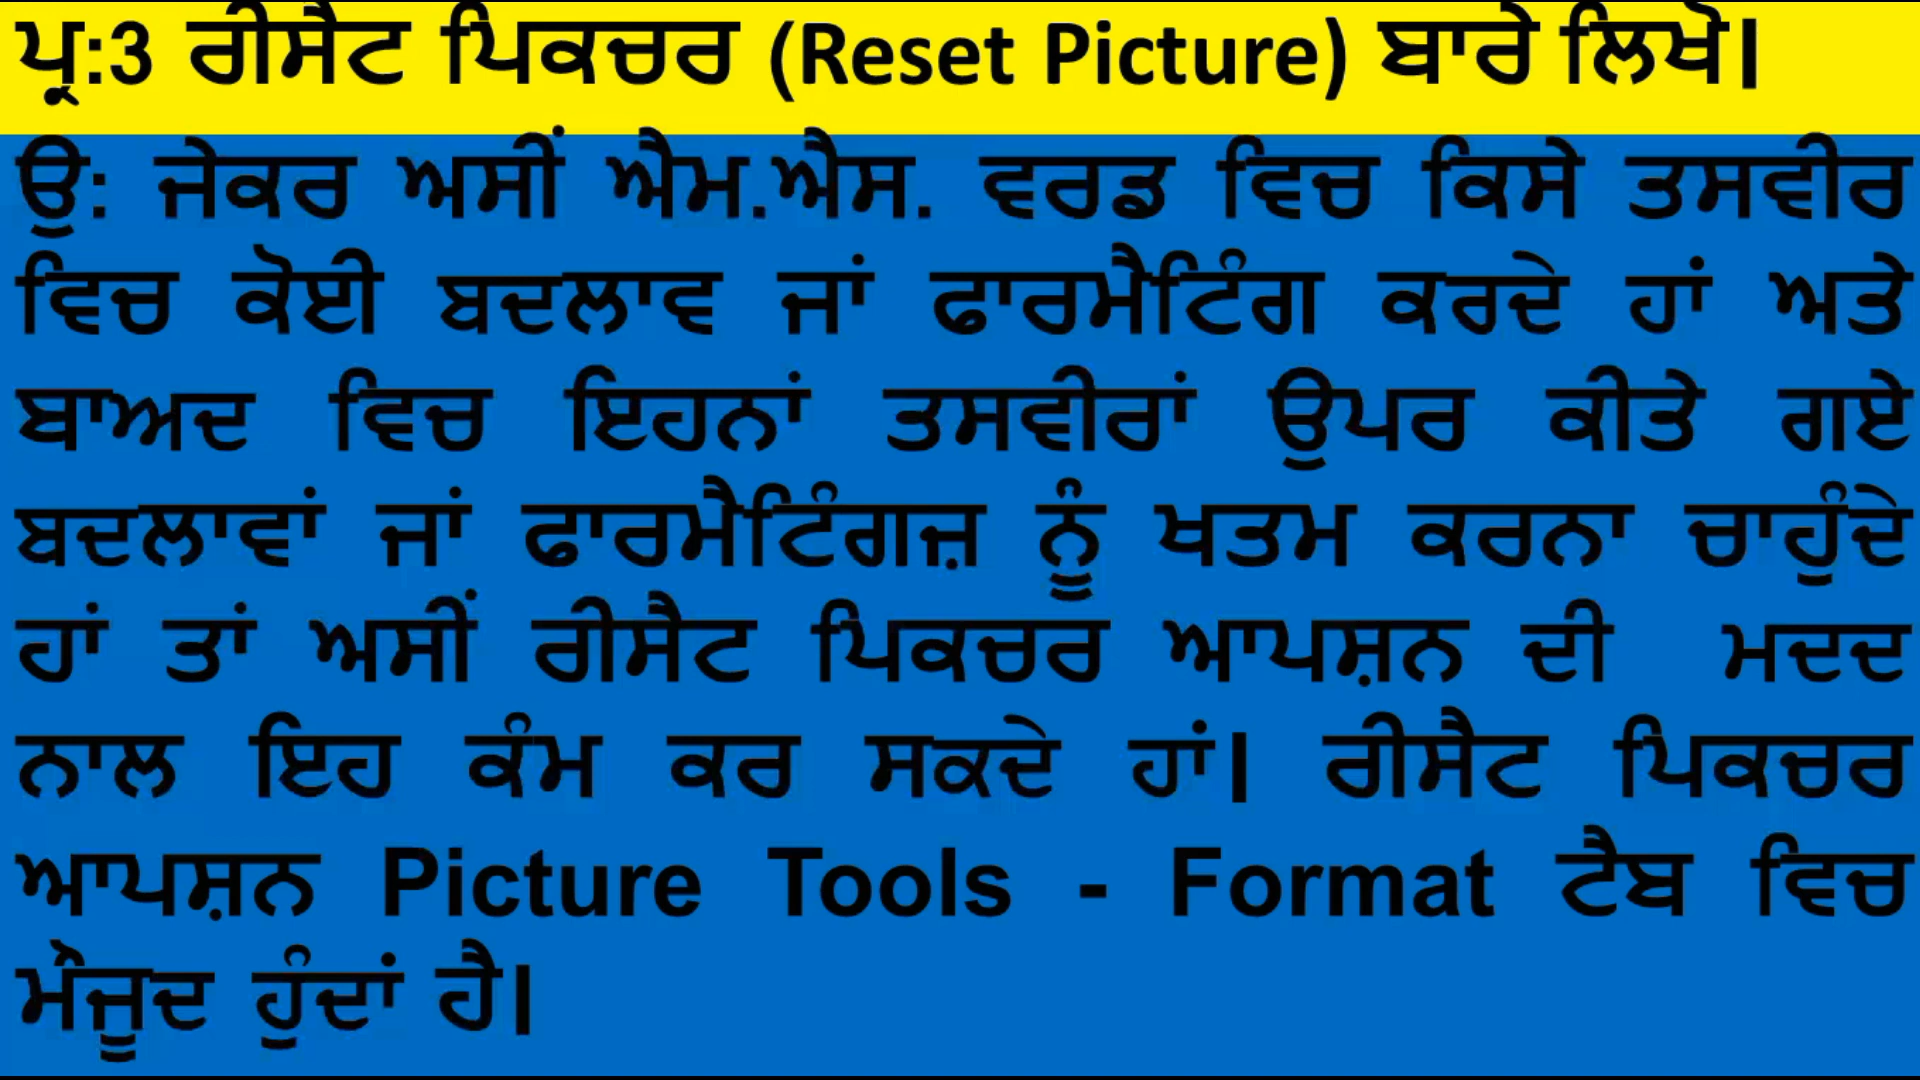 ਪ੍ਰ:3 ਰੀਸੈਟ ਪਿਕਚਰ (Reset Picture) ਬਾਰੇ ਲਿਖੋ।
ਉ: ਜੇਕਰ ਅਸੀਂ ਐਮ.ਐਸ. ਵਰਡ ਵਿਚ ਕਿਸੇ ਤਸਵੀਰ
ਵਿਚ ਕੋਈ ਬਦਲਾਵ ਜਾਂ ਫਾਰਮੈਟਿੰਗ ਕਰਦੇ ਹਾਂ ਅਤੇ
ਬਾਅਦ ਵਿਚ ਇਹਨਾਂ ਤਸਵੀਰਾਂ ਉਪਰ ਕੀਤੇ ਗਏ
ਬਦਲਾਵਾਂ ਜਾਂ ਫਾਰਮੈਟਿੰਗਜ਼ ਨੂੰ ਖਤਮ ਕਰਨਾ ਚਾਹੁੰਦੇ
ਹਾਂ ਤਾਂ ਅਸੀਂ ਰੀਸੈਟ ਪਿਕਚਰ ਆਪਸ਼ਨ ਦੀ ਮਦਦ
ਨਾਲ ਇਹ ਕੰਮ ਕਰ ਸਕਦੇ ਹਾਂ। ਰੀਸੈਟ ਪਿਕਚਰ
ਆਪਸ਼ਨ Picture Tools - Format ਟੈਬ ਵਿਚ
ਮੌਜੂਦ ਹੁੰਦਾਂ ਹੈ।